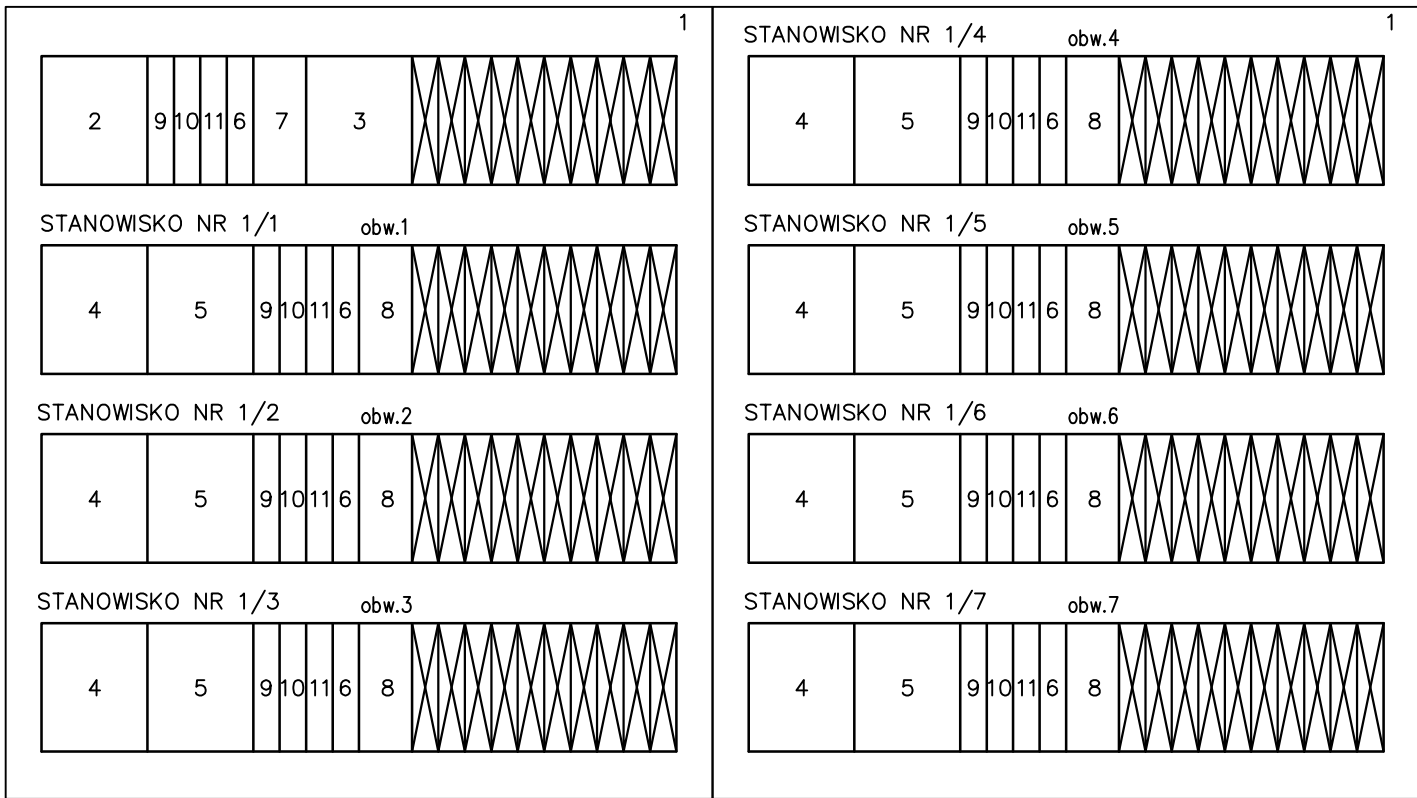 1
2 9 10 11 6 7 3
STANOWISKO NR 1/1 obw.1
4 5 9 10 11 6 8
STANOWISKO NR 1/2 obw.2
4 5 9 10 11 6 8
STANOWISKO NR 1/3 obw.3
4 5 9 10 11 6 8
1
STANOWISKO NR 1/4 obw.4
4 5 9 10 11 6 8
STANOWISKO NR 1/5 obw.5
4 5 9 10 11 6 8
STANOWISKO NR 1/6 obw.6
4 5 9 10 11 6 8
STANOWISKO NR 1/7 obw.7
4 5 9 10 11 6 8